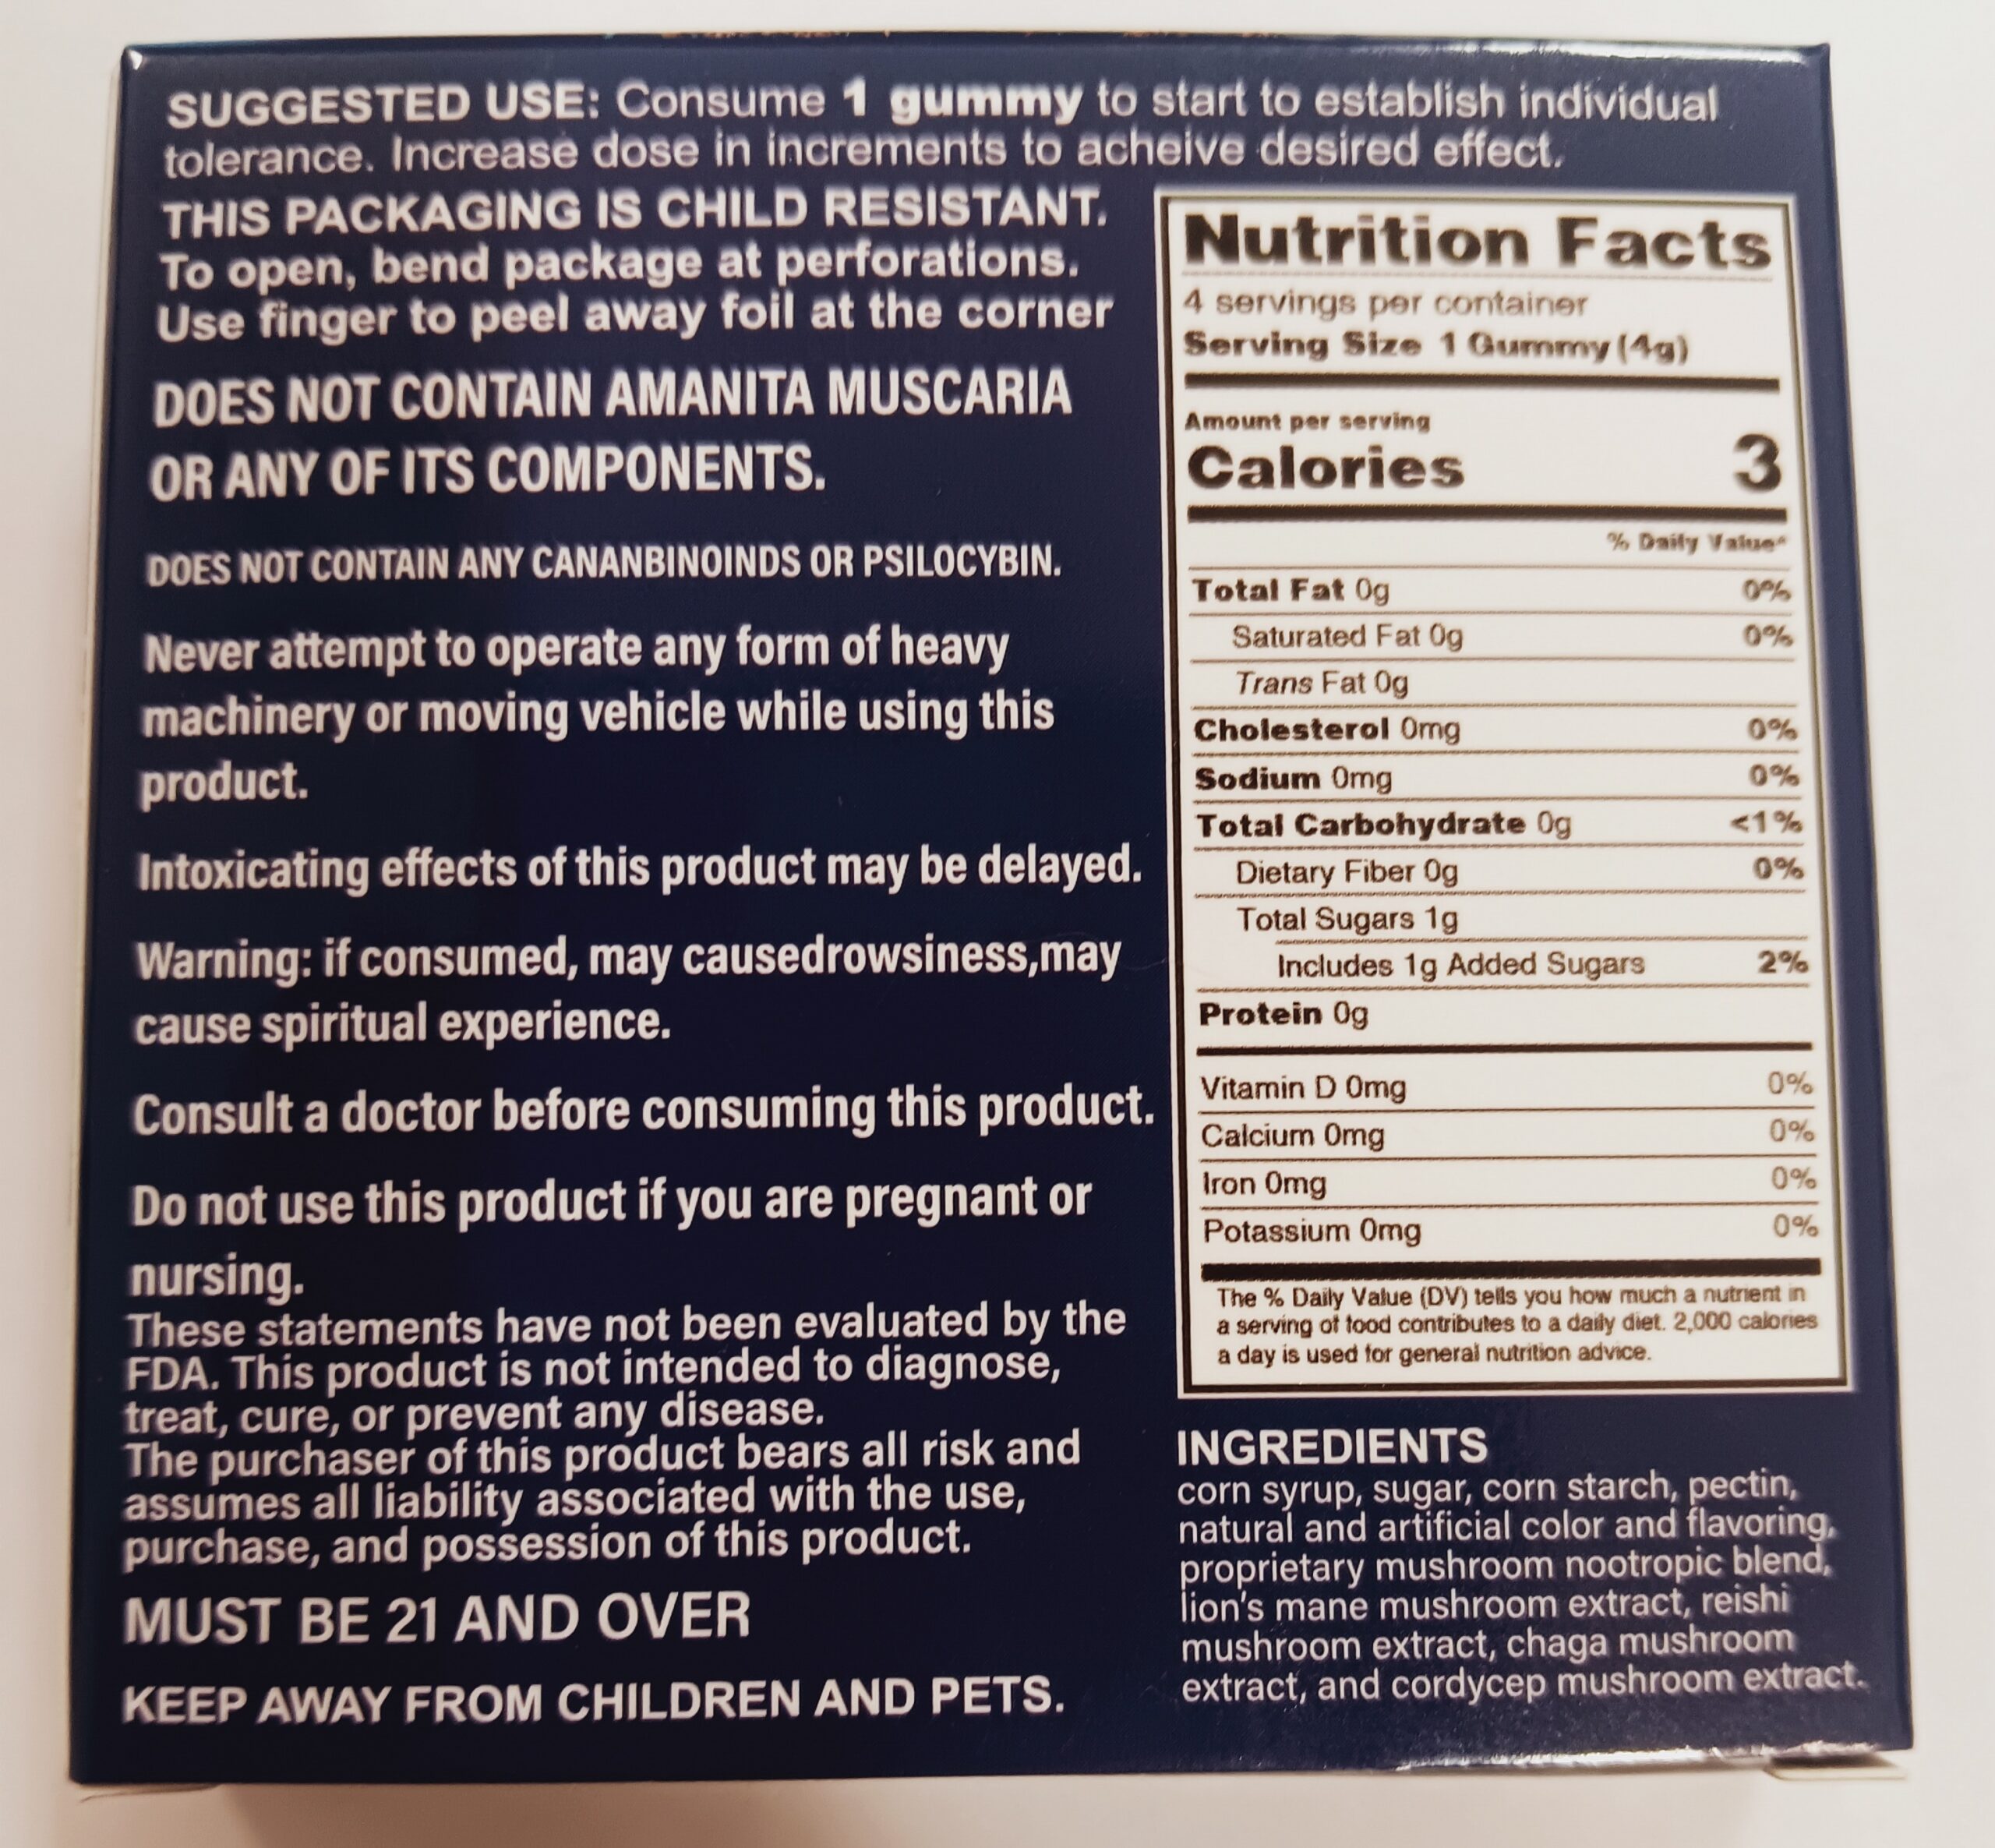 SUGGESTED USE: Consume 1 gummy to start to establish individual
tolerance. Increase dose in increments to acheive desired effect.
THIS PACKAGING IS CHILD RESISTANT.
To open, bend package at perforations.
Use finger to peel away foil at the corner
DOES NOT CONTAIN AMANITA MUSCARIA
OR ANY OF ITS COMPONENTS.
DOES NOT CONTAIN ANY CANANBINOINDS OR PSILOCYBIN.
Never attempt to operate any form of heavy
machinery or moving vehicle while using this
product.
Intoxicating effects of this product may be delayed.
Warning: if consumed, may causedrowsiness,may
cause spiritual experience.
Consult a doctor before consuming this product.
Do not use this product if you are pregnant or
nursing.
These statements have not been evaluated by the
FDA. This product is not intended to diagnose,
treat, cure, or prevent any disease.
The purchaser of this product bears all risk and
assumes all liability associated with the use,
purchase, and possession of this product.
MUST BE 21 AND OVER
KEEP AWAY FROM CHILDREN AND PETS.
Nutrition Facts
4 servings per container
Serving Size 1 Gummy (4g)
Amount per serving
Calories 3
% Daily Value*
Total Fat 0g 0%
Saturated Fat 0g 0%
Trans Fat 0g
Cholesterol 0mg 0%
Sodium 0mg 0%
Total Carbohydrate 0g <1%
Dietary Fiber 0g 0%
Total Sugars 1g
Includes 1g Added Sugars 2%
Protein 0g
Vitamin D 0mg 0%
Calcium 0mg 0%
Iron 0mg 0%
Potassium 0mg 0%
The % Daily Value (DV) tells you how much a nutrient in
a serving of food contributes to a daily diet. 2,000 calories
a day is used for general nutrition advice.
INGREDIENTS
corn syrup, sugar, corn starch, pectin,
natural and artificial color and flavoring,
proprietary mushroom nootropic blend,
lion's mane mushroom extract, reishi
mushroom extract, chaga mushroom
extract, and cordycep mushroom extract.